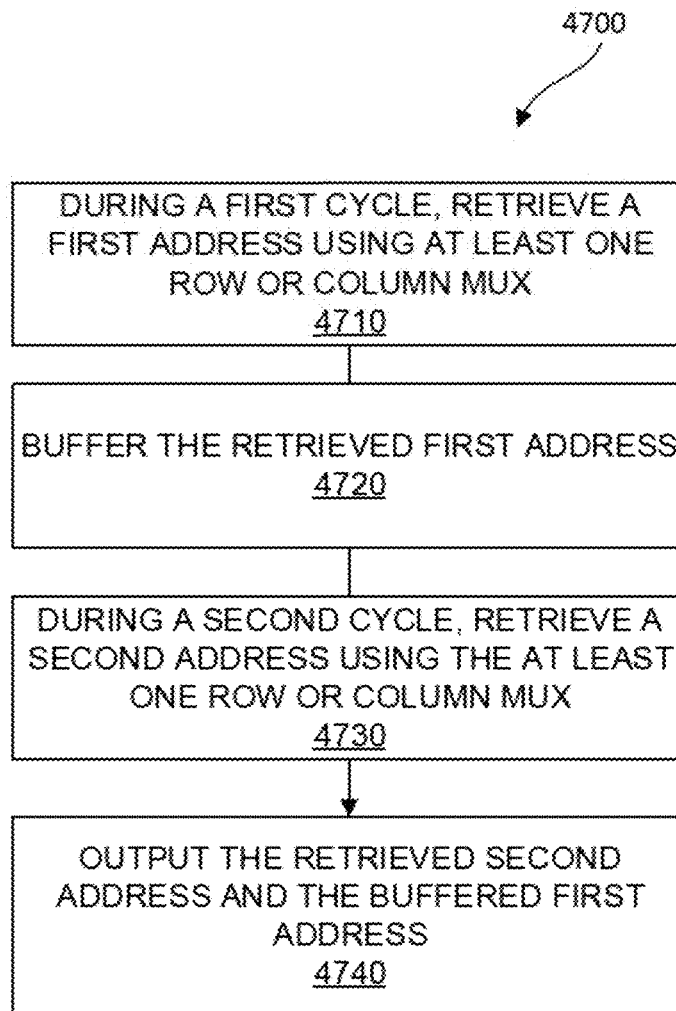 4700
DURING A FIRST CYCLE, RETRIEVE A
FIRST ADDRESS USING AT LEAST ONE
ROW OR COLUMN MUX
4710
BUFFER THE RETRIEVED FIRST ADDRESS
4720
DURING A SECOND CYCLE, RETRIEVE A
SECOND ADDRESS USING THE AT LEAST
ONE ROW OR COLUMN MUX
4730
OUTPUT THE RETRIEVED SECOND
ADDRESS AND THE BUFFERED FIRST
ADDRESS
4740